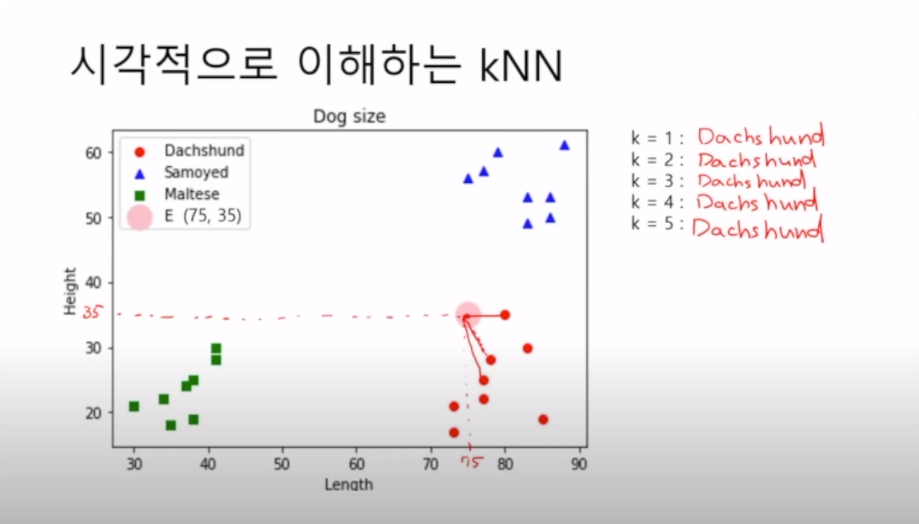 시각적으로 이해하는 kNN
Dog size
Dachshund
Samoyed
Maltese
E (75, 35)
k = 1 : Dachshund
k = 2 : Dachshund
k = 3 : Dachshund
k = 4 : Dachshund
k = 5 : Dachshund
Height
60
50
40
35
30
20
30 40 50 60 70 75 80 90
Length